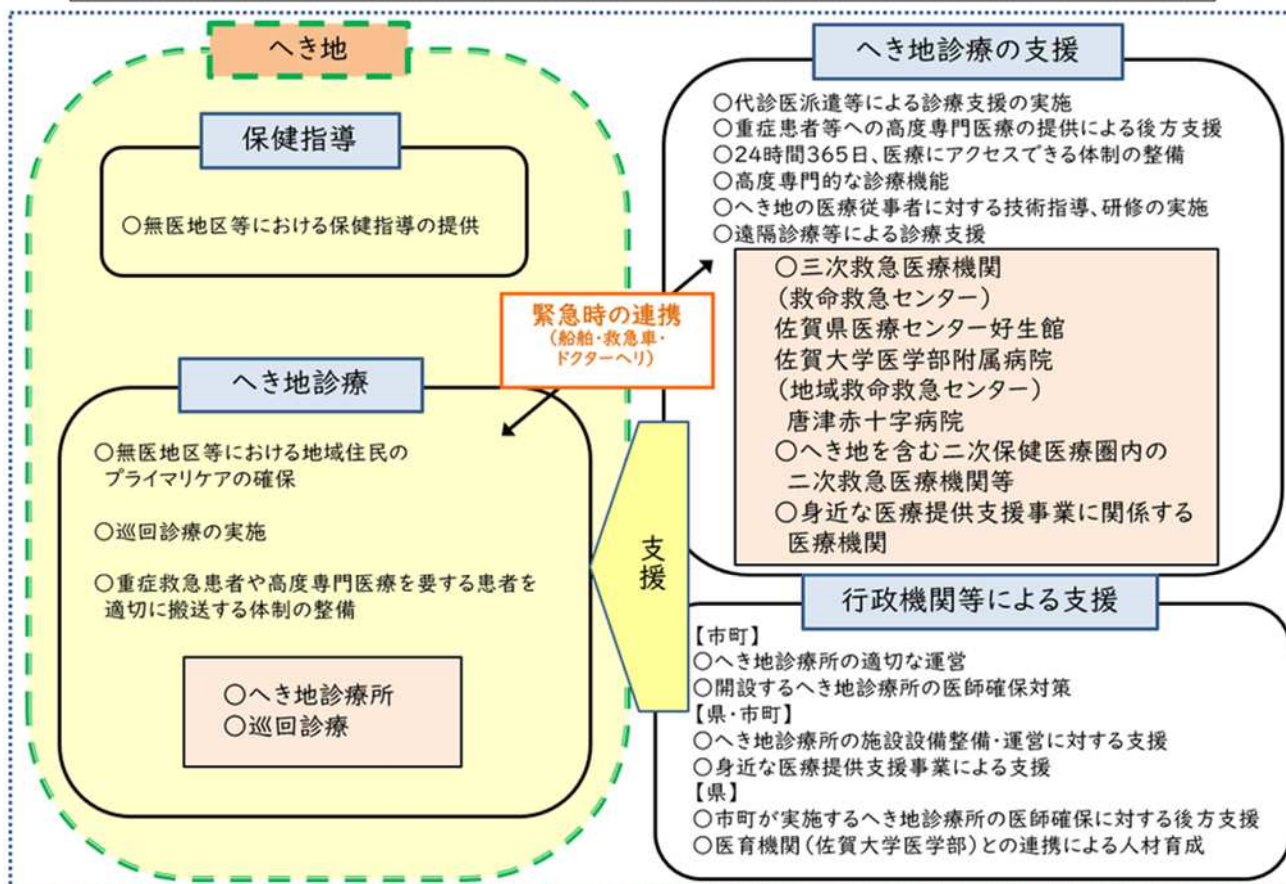 へき地
保健指導
○無医地区等における保健指導の提供
へき地診療
○無医地区等における地域住民の
プライマリケアの確保
○巡回診療の実施
○重症救急患者や高度専門医療を要する患者を
適切に搬送する体制の整備
○へき地診療所
○巡回診療
緊急時の連携
(船舶・救急車・
ドクターヘリ)
支援
へき地診療の支援
○代診医派遣等による診療支援の実施
○重症患者等への高度専門医療の提供による後方支援
○24時間365日、医療にアクセスできる体制の整備
○高度専門的な診療機能
○へき地の医療従事者に対する技術指導、研修の実施
○遠隔診療等による診療支援
○三次救急医療機関
(救命救急センター)
佐賀県医療センター好生館
佐賀大学医学部附属病院
(地域救命救急センター)
唐津赤十字病院
○へき地を含む二次保健医療圏内の
二次救急医療機関等
○身近な医療提供支援事業に関係する
医療機関
行政機関等による支援
【市町】
○へき地診療所の適切な運営
○開設するへき地診療所の医師確保対策
【県・市町】
○へき地診療所の施設設備整備・運営に対する支援
○身近な医療提供支援事業による支援
【県】
○市町が実施するへき地診療所の医師確保に対する後方支援
○医育機関(佐賀大学医学部)との連携による人材育成